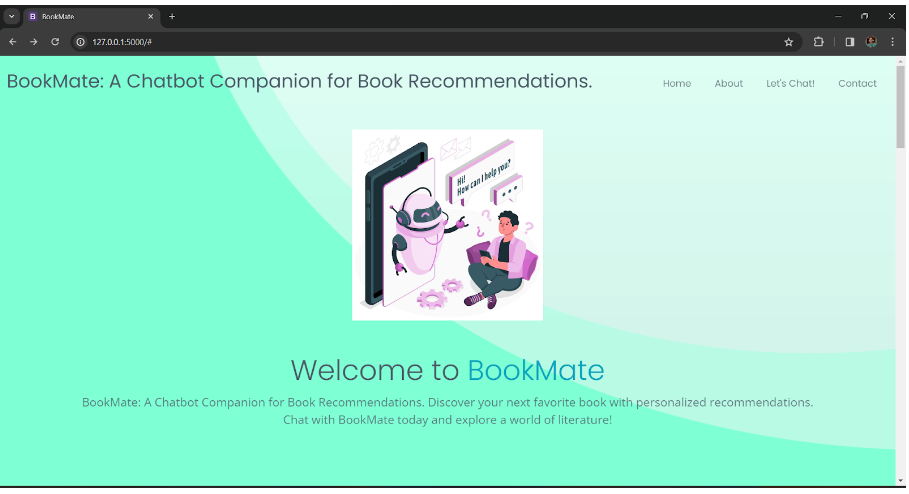 BookMate
127.0.0.1:5000/#
BookMate: A Chatbot Companion for Book Recommendations.
Home About Let's Chat! Contact
Hi!
How can I help you?
Welcome to BookMate
BookMate: A Chatbot Companion for Book Recommendations. Discover your next favorite book with personalized recommendations.
Chat with BookMate today and explore a world of literature!